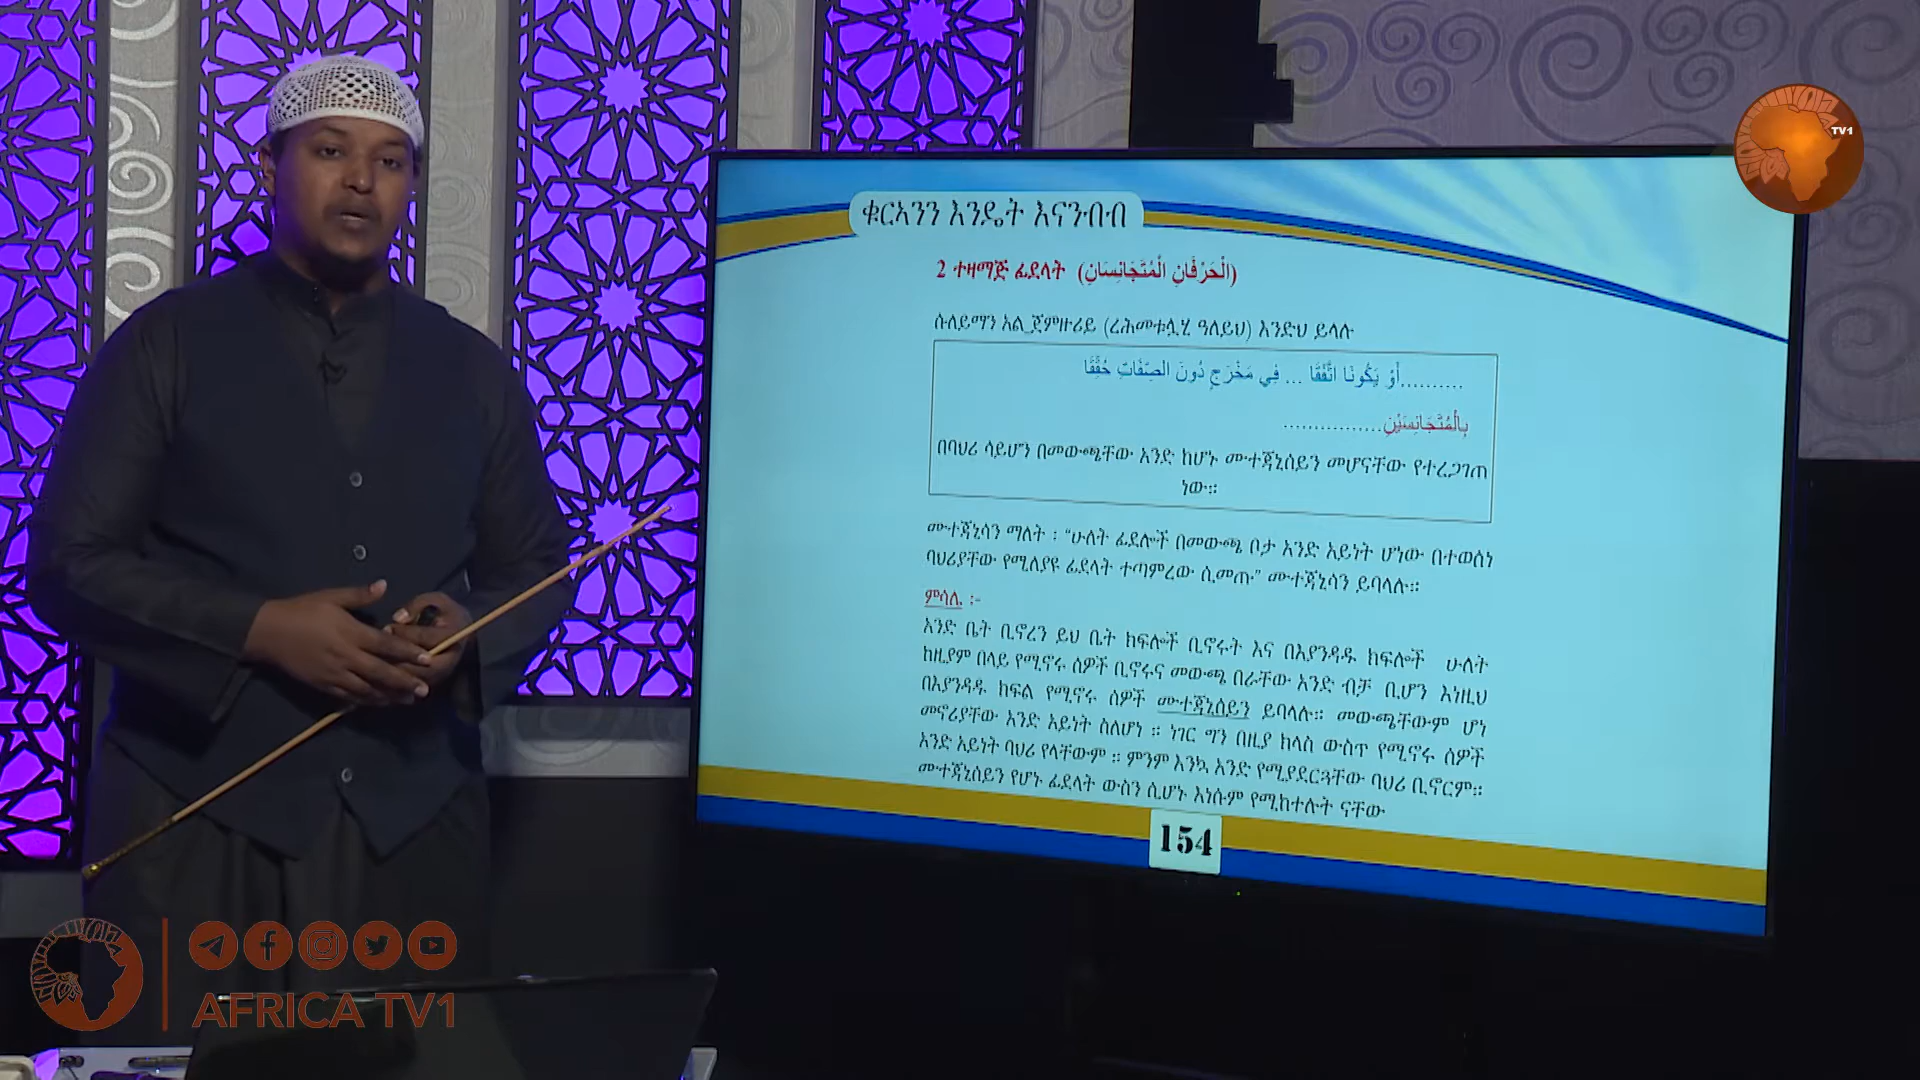 TV1
ቁርአንን እንዴት እናንብብ
2 ተዛማጅ ፊደላት (الْحَرْفَانِ الْمُتَجَانِسَانِ)
ሱለይማን አል_ጀምዙሪይ (ረሕመቱሏሂ ዓለይህ) እንድህ ይላሉ
..........أَوْ يَكُونَا اتَّفَقَا ... فِي مَخْرَجٍ دُونَ الصِّفَاتِ حُقِّقَا
بِالْمُتَجَانِسَيْنِ................
በባህሪ ሳይሆን በመውጫቸው አንድ ከሆኑ ሙተጃኒሰይን መሆናቸው የተረጋገጠ
ነው።
ሙተጃኒሳን ማለት ፡ “ሁለት ፊደሎች በመውጫ ቦታ አንድ አይነት ሆነው በተወሰነ
ባህሪያቸው የሚለያዩ ፊደላት ተጣምረው ሲመጡ” ሙተጃኒሳን ይባላሉ።
ምሳሌ :-
አንድ ቤት ቢኖረን ይህ ቤት ክፍሎች ቢኖሩት እና በእያንዳዱ ክፍሎች ሁለት
ከዚያም በላይ የሚኖሩ ሰዎች ቢኖሩና መውጫ በራቸው አንድ ብቻ ቢሆን እነዚህ
በእያንዳዱ ክፍል የሚኖሩ ሰዎች ሙተጃኒሰይን ይባላሉ። መውጫቸውም ሆነ
መኖሪያቸው አንድ አይነት ስለሆነ ። ነገር ግን በዚያ ክላስ ውስጥ የሚኖሩ ሰዎች
አንድ አይነት ባህሪ የላቸውም ። ምንም እንኳ አንድ የሚያደርጓቸው ባህሪ ቢኖርም።
ሙተጃኒሰይን የሆኑ ፊደላት ውስን ሲሆኑ እነሱም የሚከተሉት ናቸው
154
AFRICA TV1